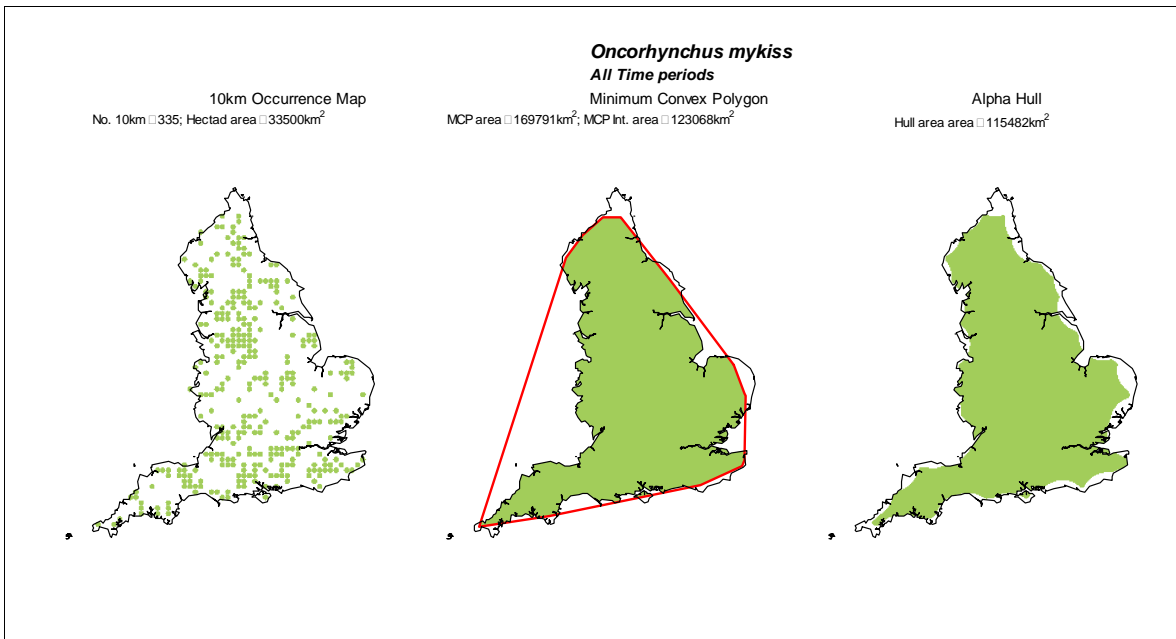 Oncorhynchus mykiss
All Time periods
10km Occurrence Map
No. 10km □ 335; Hectad area □ 33500km²
Minimum Convex Polygon
MCP area □ 169791km²; MCP Int. area □ 123068km²
Alpha Hull
Hull area area □ 115482km²